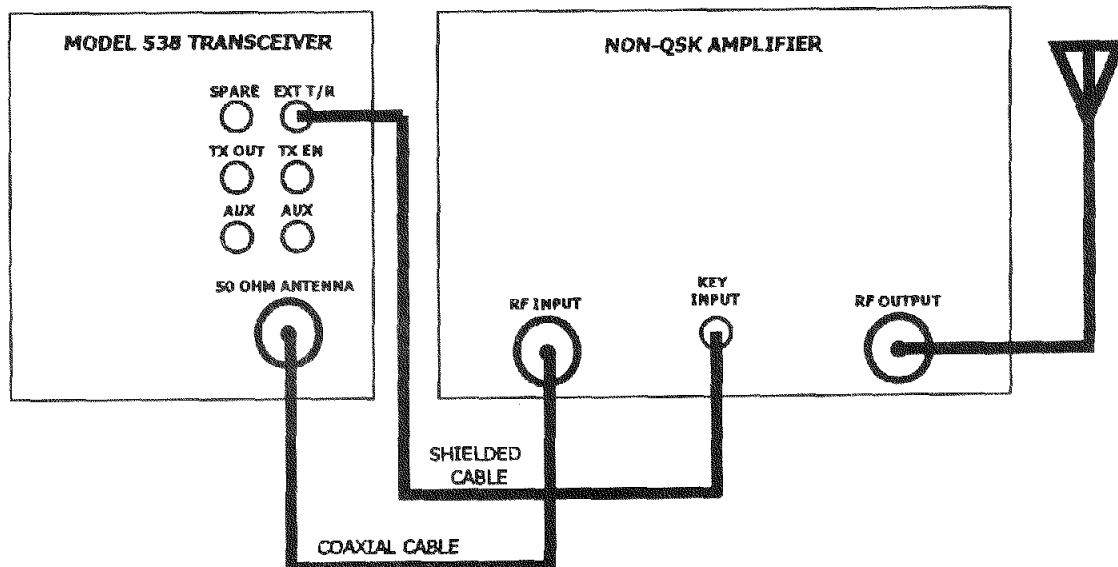 MODEL 538 TRANSCEIVER
NON-QSK AMPLIFIER
SPARE EXT T/R
TX OUT TX EN
AUX AUX
50 OHM ANTENNA
RF INPUT
KEY
INPUT
RF OUTPUT
SHIELDED
CABLE
COAXIAL CABLE